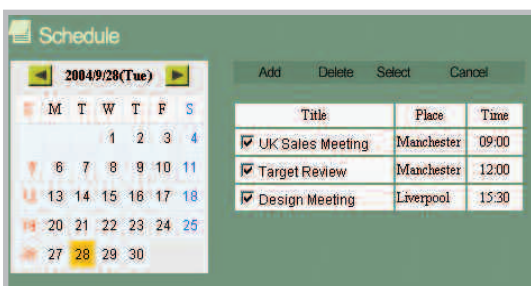 Schedule
2004/9/28(Tue)
M T W T F S
1 2 3 4
6 7 8 9 10 11
13 14 15 16 17 18
20 21 22 23 24 25
27 28 29 30
Add Delete Select Cancel
Title Place Time
UK Sales Meeting Manchester 09:00
Target Review Manchester 12:00
Design Meeting Liverpool 15:30